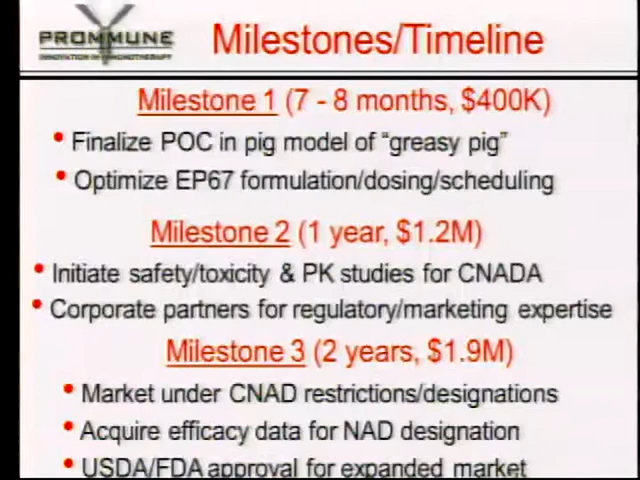 PROMMUNE
INNOVATION IN IMMUNOTHERAPY
Milestones/Timeline
Milestone 1 (7 - 8 months, $400K)
• Finalize POC in pig model of “greasy pig”
• Optimize EP67 formulation/dosing/scheduling
Milestone 2 (1 year, $1.2M)
• Initiate safety/toxicity & PK studies for CNADA
• Corporate partners for regulatory/marketing expertise
Milestone 3 (2 years, $1.9M)
• Market under CNAD restrictions/designations
• Acquire efficacy data for NAD designation
• USDA/FDA approval for expanded market